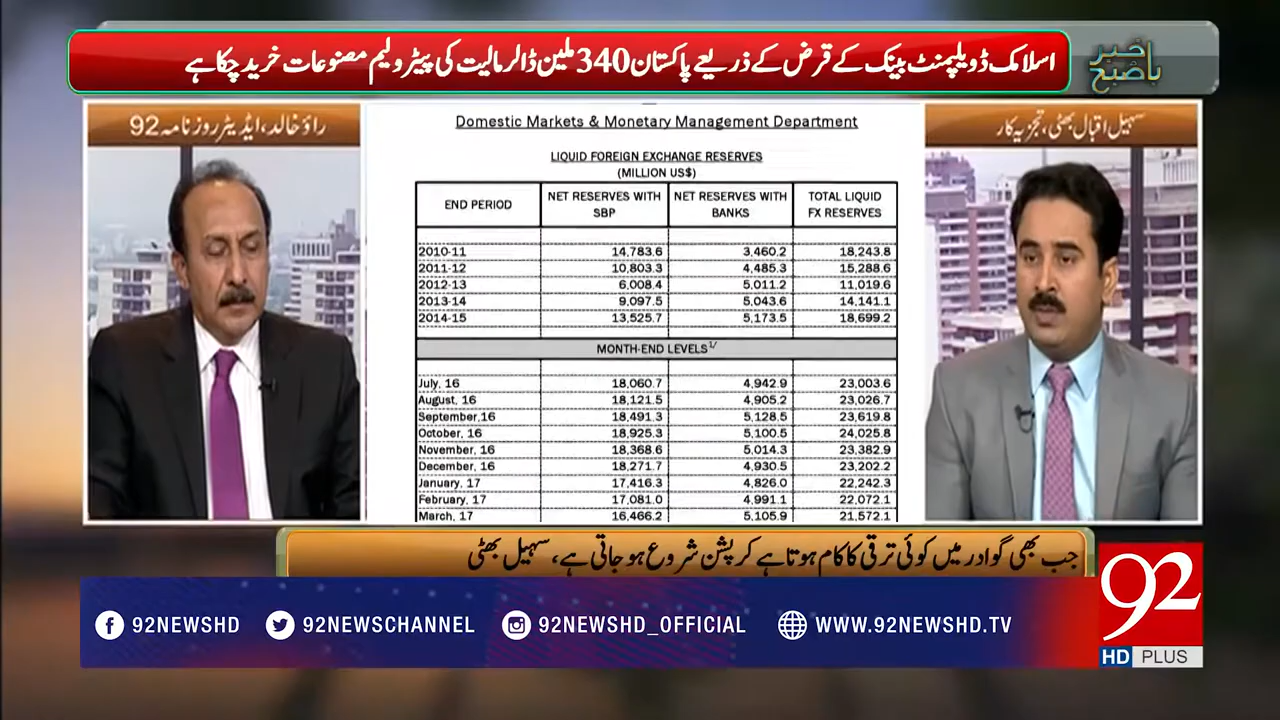 اسلامک ڈویلپمنٹ بینک کے قرض کے ذریعے پاکستان 340 ملین ڈالر مالیت کی پیٹرولیم مصنوعات خرید چکا ہے
باخبر صبح
راؤ خالد، ایڈیٹر روزنامہ 92
سہیل اقبال بھٹی، تجزیہ کار
Domestic Markets & Monetary Management Department
LIQUID FOREIGN EXCHANGE RESERVES
(MILLION US$)
END PERIOD NET RESERVES WITH SBP NET RESERVES WITH BANKS TOTAL LIQUID FX RESERVES
2010-11 14,783.6 3,460.2 18,243.8
2011-12 10,803.3 4,485.3 15,288.6
2012-13 6,008.4 5,011.2 11,019.6
2013-14 9,097.5 5,043.6 14,141.1
2014-15 13,525.7 5,173.5 18,699.2
MONTH-END LEVELS1/
July, 16 18,060.7 4,942.9 23,003.6
August, 16 18,121.5 4,905.2 23,026.7
September,16 18,491.3 5,128.5 23,619.8
October, 16 18,925.3 5,100.5 24,025.8
November, 16 18,368.6 5,014.3 23,382.9
December, 16 18,271.7 4,930.5 23,202.2
January, 17 17,416.3 4,826.0 22,242.3
February, 17 17,081.0 4,991.1 22,072.1
March, 17 16,466.2 5,105.9 21,572.1
جب بھی گوادر میں کوئی ترقی کا کام ہوتا ہے کرپشن شروع ہو جاتی ہے، سہیل بھٹی
92NEWSHD 92NEWSCHANNEL 92NEWSHD_OFFICIAL WWW.92NEWSHD.TV
92
HD PLUS